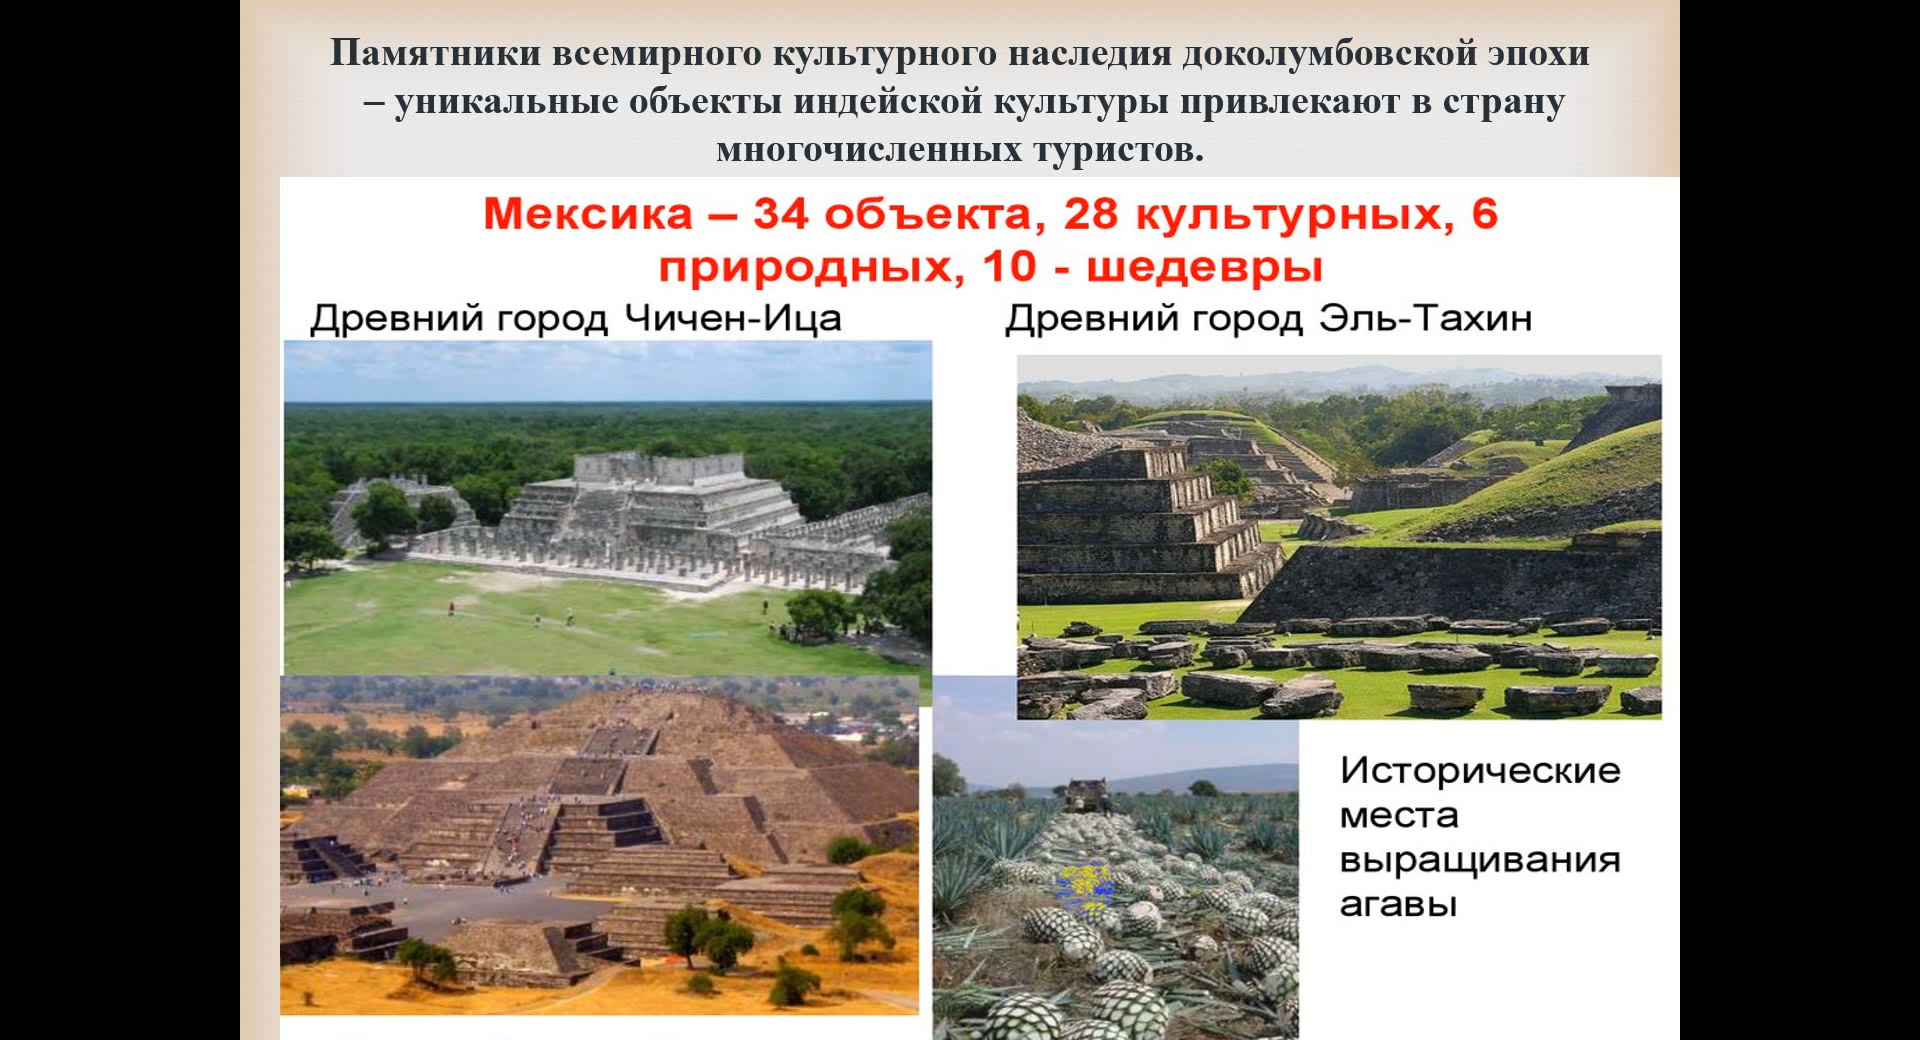 Памятники всемирного культурного наследия доколумбовской эпохи
– уникальные объекты индейской культуры привлекают в страну
многочисленных туристов.
Мексика – 34 объекта, 28 культурных, 6
природных, 10 - шедевры
Древний город Чичен-Ица
Древний город Эль-Тахин
Исторические
места
выращивания
агавы